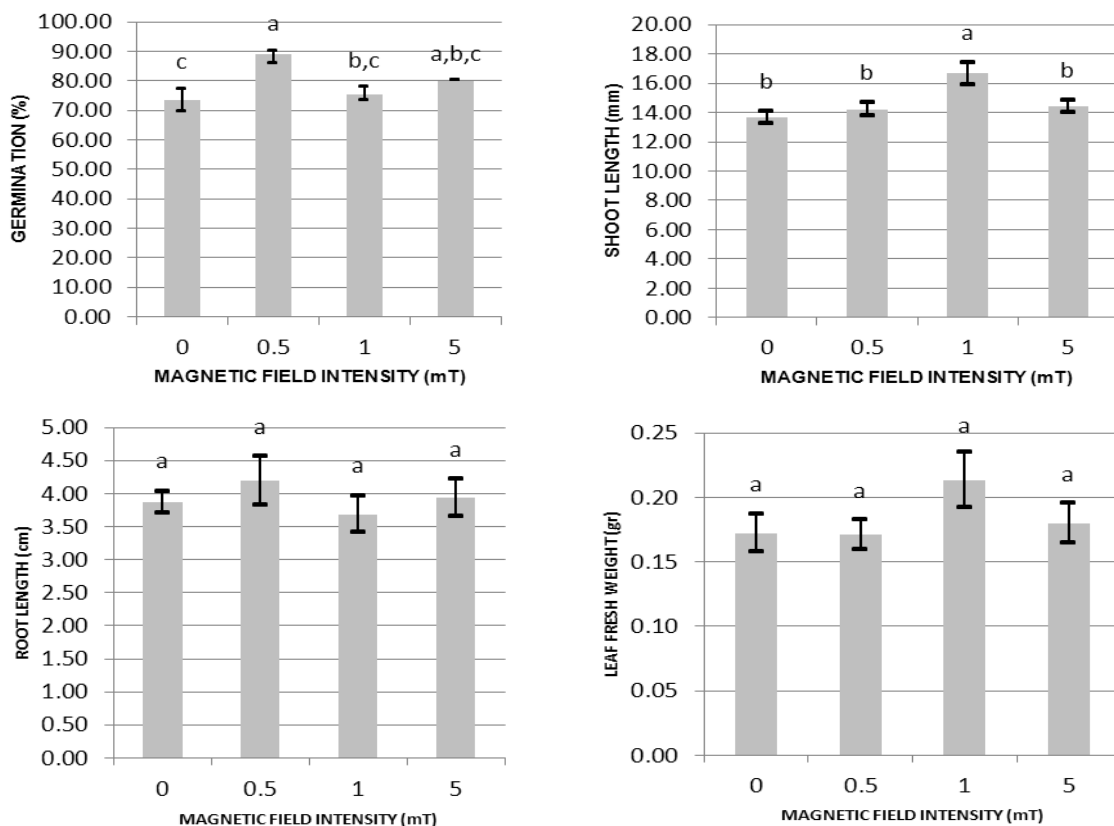 GERMINATION (%)
100.00
90.00
80.00
70.00
60.00
50.00
40.00
30.00
20.00
10.00
0.00
c
a
b,c
a,b,c
0 0.5 1 5
MAGNETIC FIELD INTENSITY (mT)
SHOOT LENGTH (mm)
20.00
18.00
16.00
14.00
12.00
10.00
8.00
6.00
4.00
2.00
0.00
b
b
a
b
0 0.5 1 5
MAGNETIC FIELD INTENSITY (mT)
ROOT LENGTH (cm)
5.00
4.50
4.00
3.50
3.00
2.50
2.00
1.50
1.00
0.50
0.00
a
a
a
a
0 0.5 1 5
MAGNETIC FIELD INTENSITY (mT)
LEAF FRESH WEIGHT(gr)
0.25
0.20
0.15
0.10
0.05
0.00
a
a
a
a
0 0.5 1 5
MAGNETIC FIELD INTENSITY (mT)